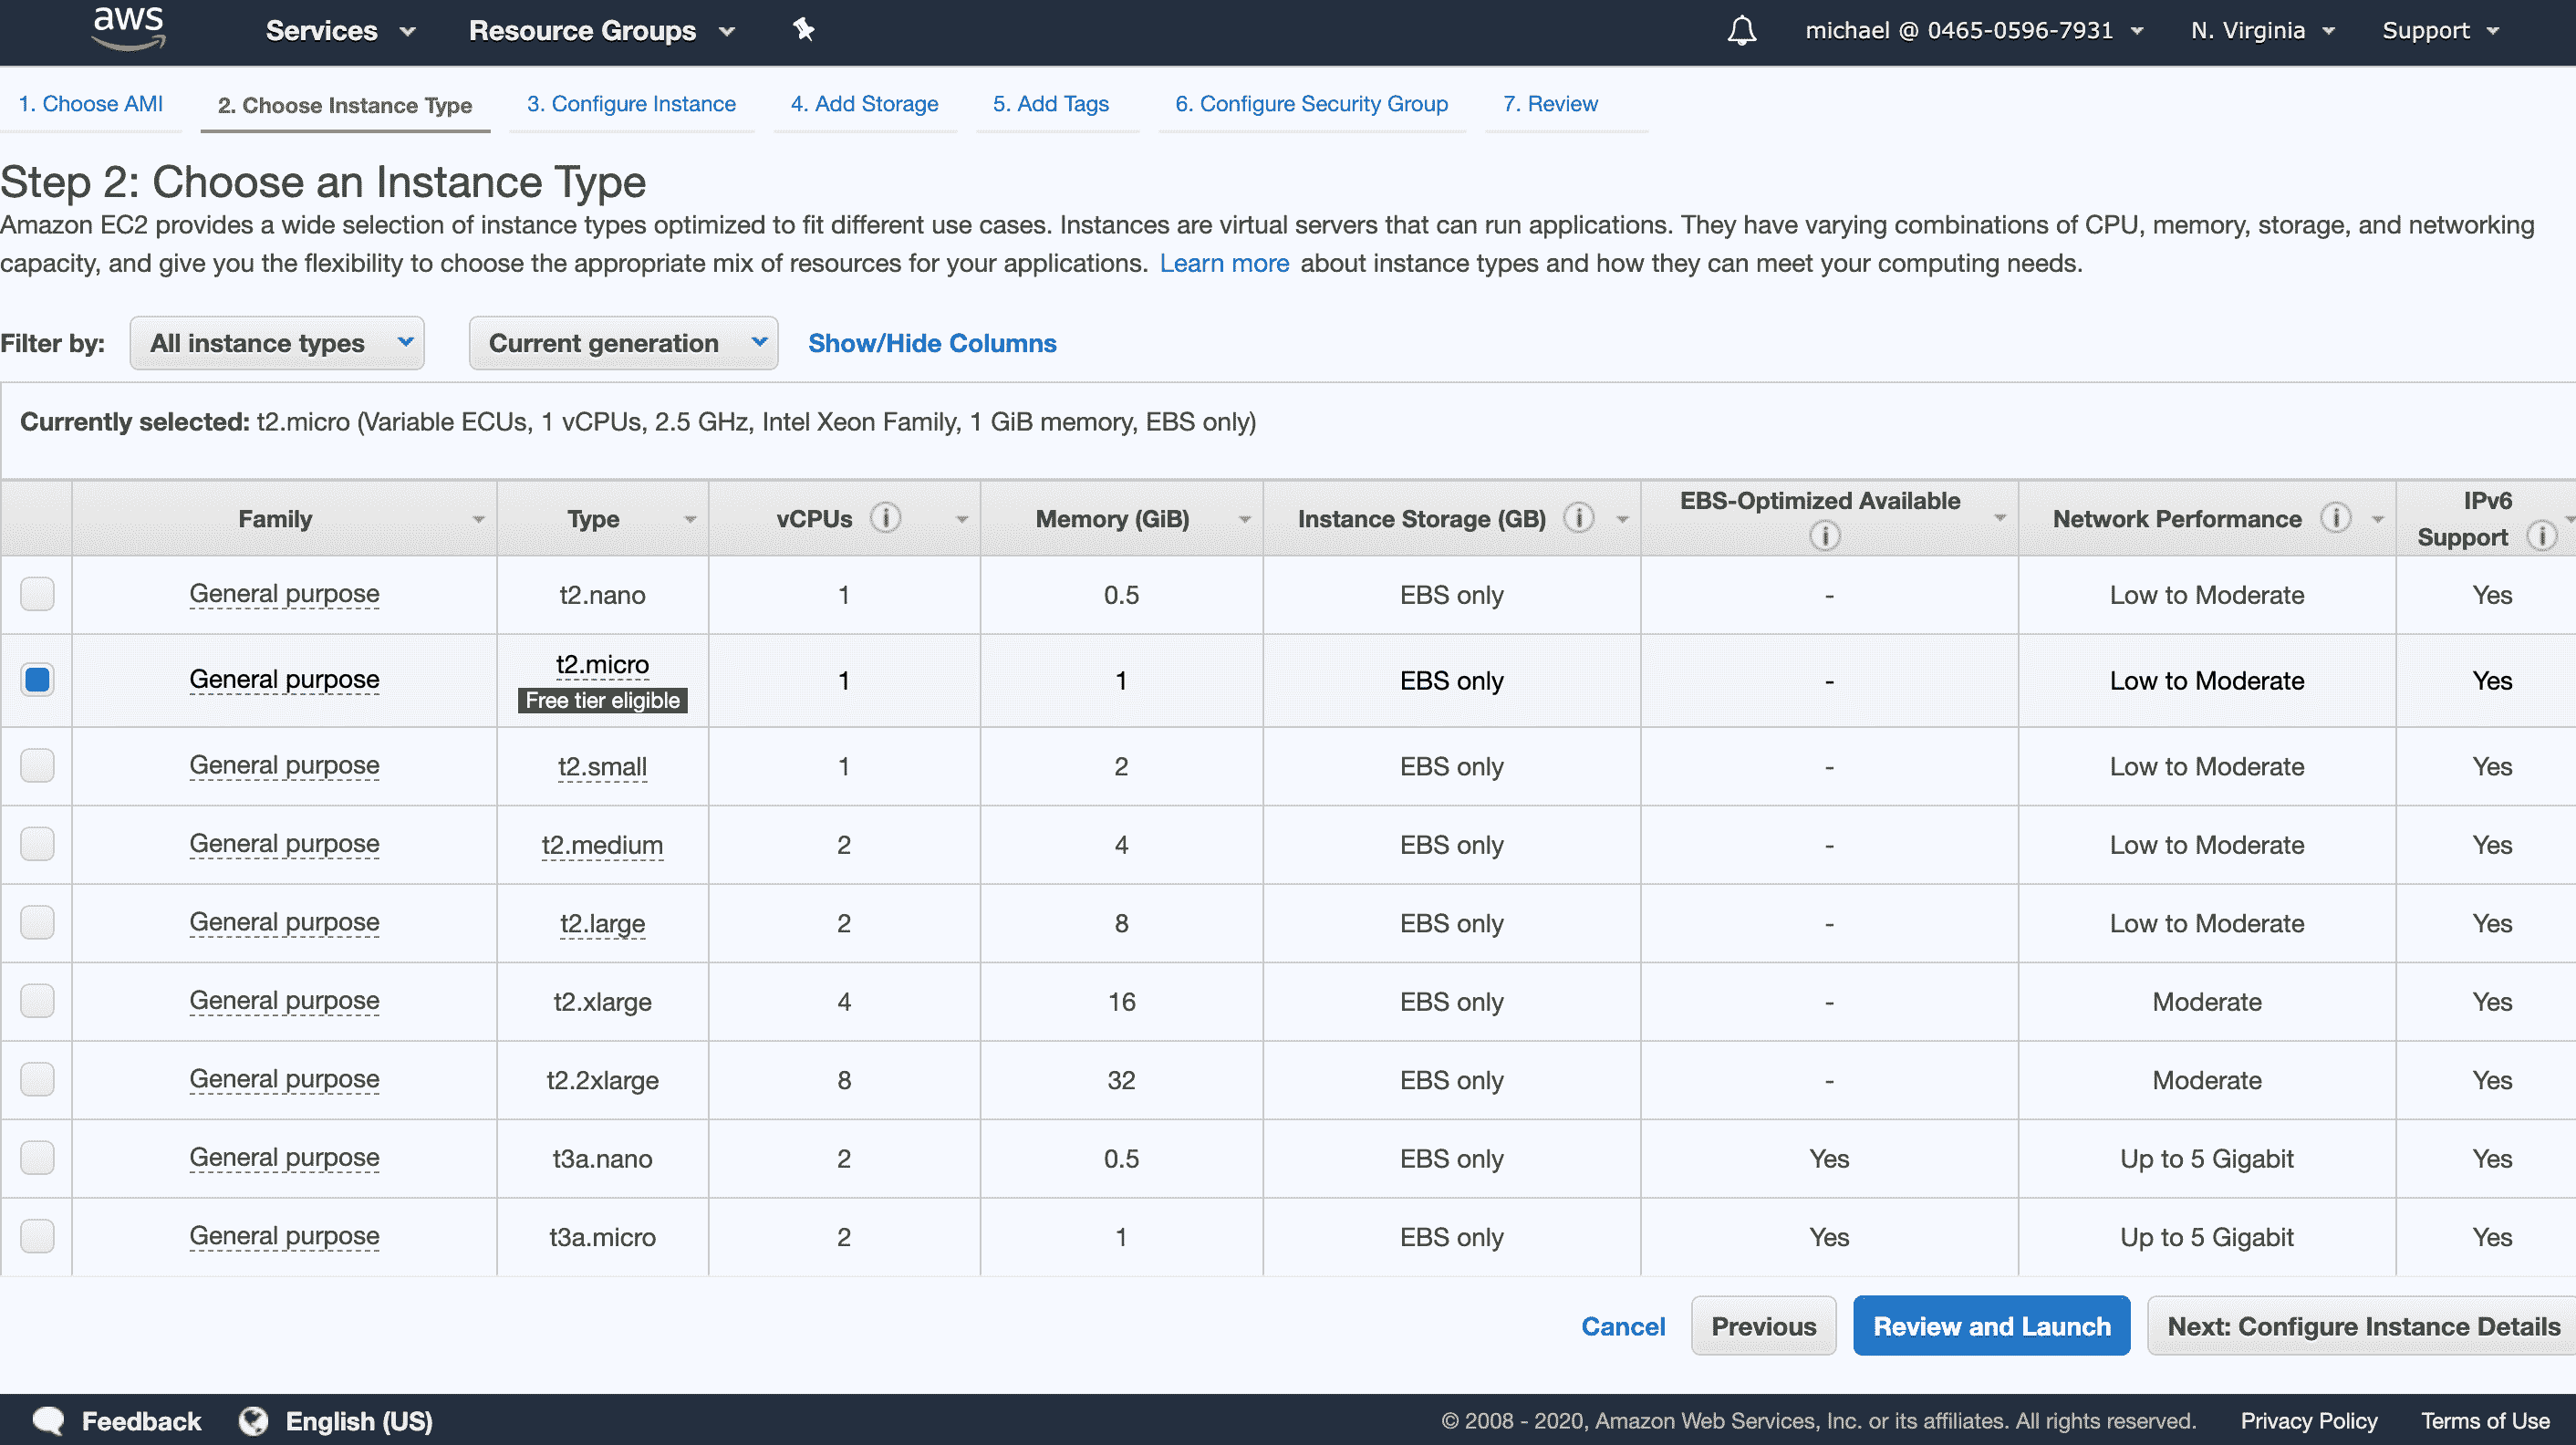 aws Services Resource Groups michael @ 0465-0596-7931 N. Virginia Support
1. Choose AMI 2. Choose Instance Type 3. Configure Instance 4. Add Storage 5. Add Tags 6. Configure Security Group 7. Review
Step 2: Choose an Instance Type
Amazon EC2 provides a wide selection of instance types optimized to fit different use cases. Instances are virtual servers that can run applications. They have varying combinations of CPU, memory, storage, and networking
capacity, and give you the flexibility to choose the appropriate mix of resources for your applications. Learn more about instance types and how they can meet your computing needs.
Filter by: All instance types Current generation Show/Hide Columns
Currently selected: t2.micro (Variable ECUs, 1 vCPUs, 2.5 GHz, Intel Xeon Family, 1 GiB memory, EBS only)
Family Type vCPUs Memory (GiB) Instance Storage (GB) EBS-Optimized Available Network Performance IPv6 Support
General purpose t2.nano 1 0.5 EBS only - Low to Moderate Yes
General purpose t2.micro 1 1 EBS only - Low to Moderate Yes
Free tier eligible
General purpose t2.small 1 2 EBS only - Low to Moderate Yes
General purpose t2.medium 2 4 EBS only - Low to Moderate Yes
General purpose t2.large 2 8 EBS only - Low to Moderate Yes
General purpose t2.xlarge 4 16 EBS only - Moderate Yes
General purpose t2.2xlarge 8 32 EBS only - Moderate Yes
General purpose t3a.nano 2 0.5 EBS only Yes Up to 5 Gigabit Yes
General purpose t3a.micro 2 1 EBS only Yes Up to 5 Gigabit Yes
Cancel Previous Review and Launch Next: Configure Instance Details
Feedback English (US) © 2008 - 2020, Amazon Web Services, Inc. or its affiliates. All rights reserved. Privacy Policy Terms of Use